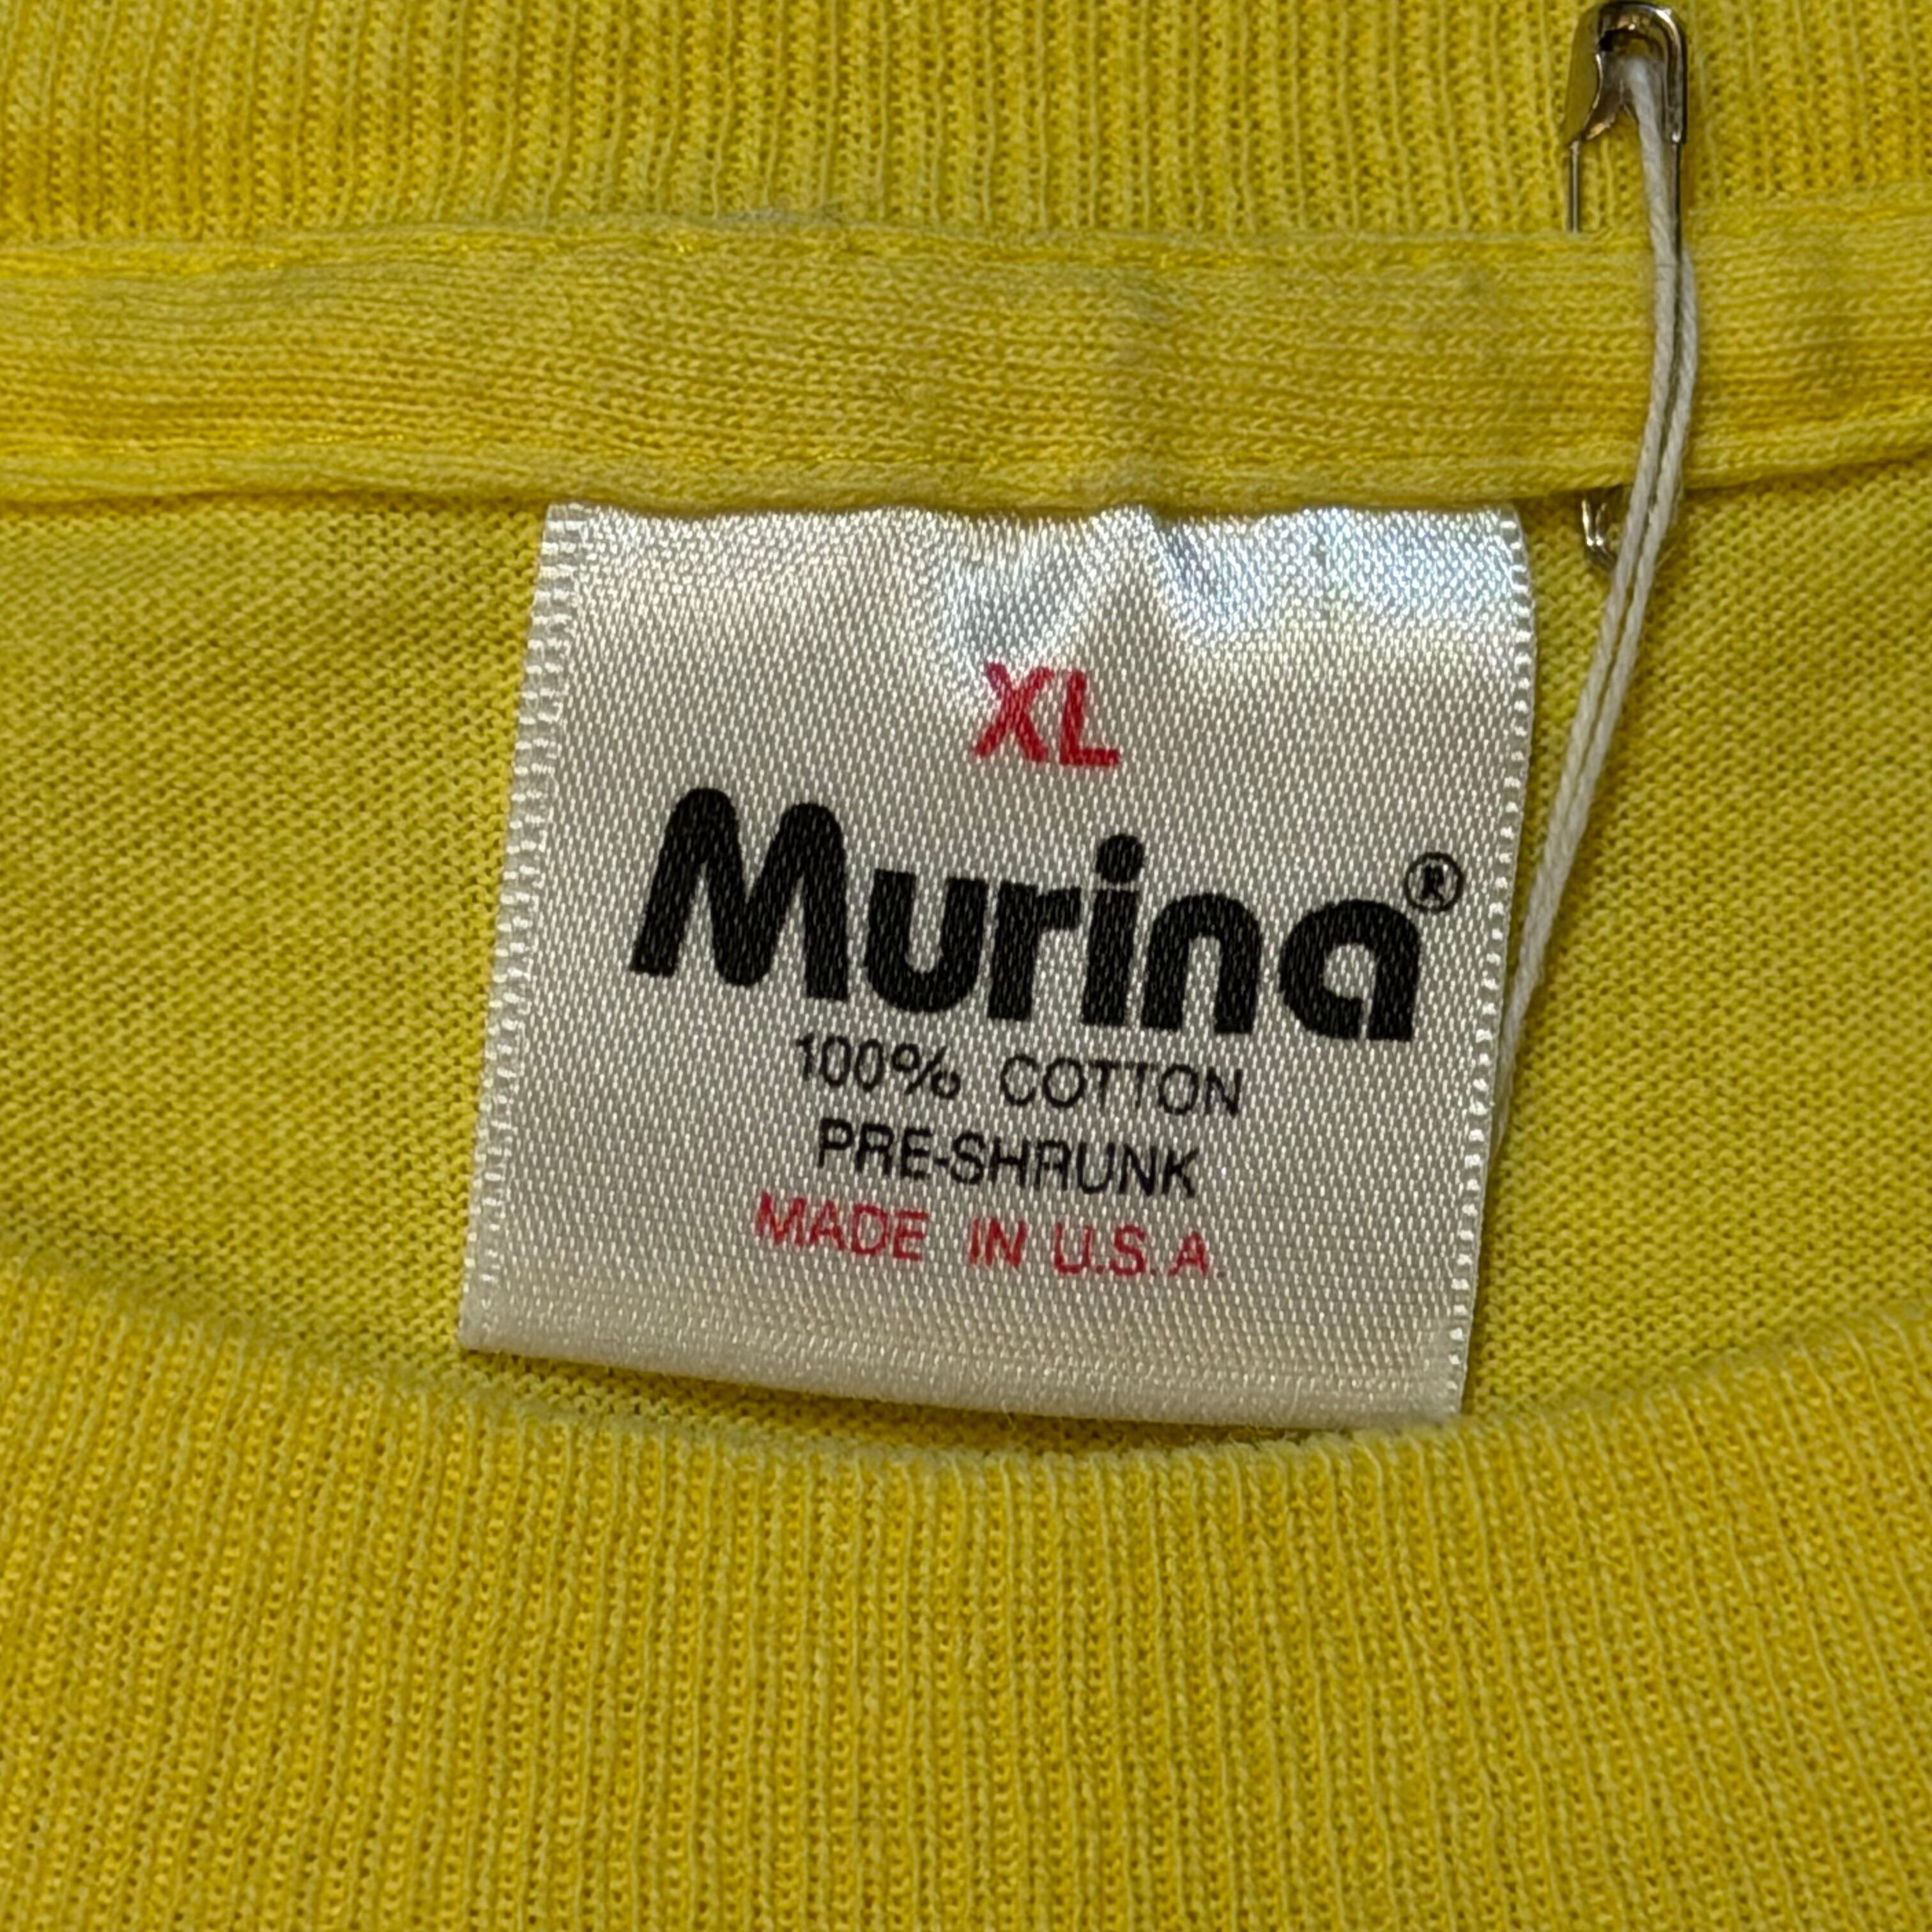 XL
Murina®
100% COTTON
PRE-SHRUNK
MADE IN U.S.A.